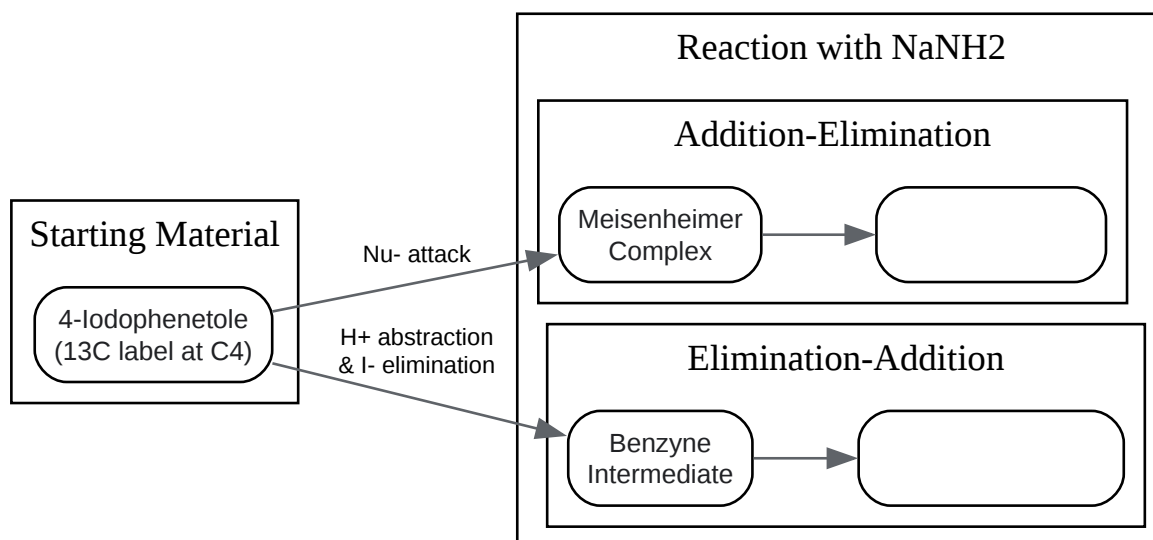 Reaction with NaNH2
Addition-Elimination
Meisenheimer
Complex
Starting Material
4-Iodophenetole
(13C label at C4)
Nu- attack
H+ abstraction
& I- elimination
Elimination-Addition
Benzyne
Intermediate